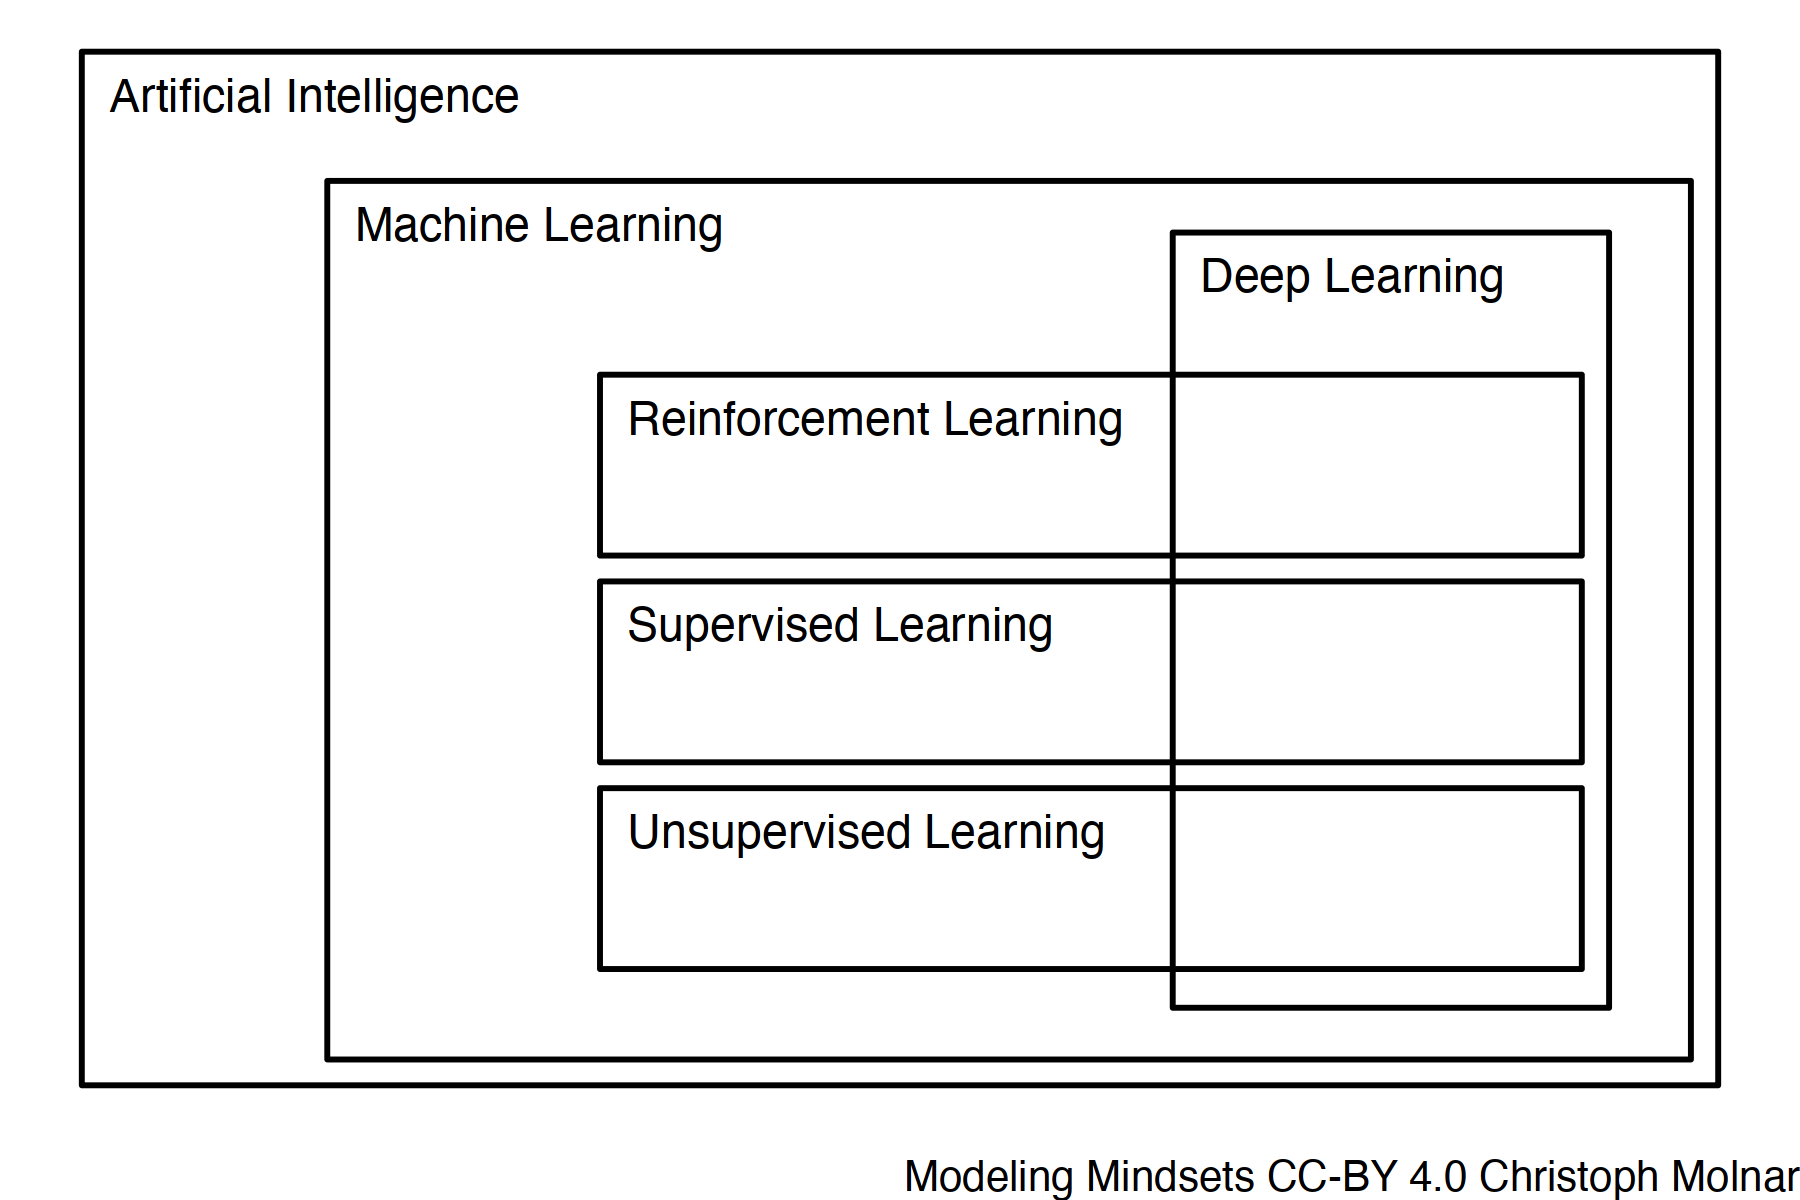 Artificial Intelligence
Machine Learning
Deep Learning
Reinforcement Learning
Supervised Learning
Unsupervised Learning
Modeling Mindsets CC-BY 4.0 Christoph Molnar